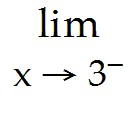 lim
x → 3⁻